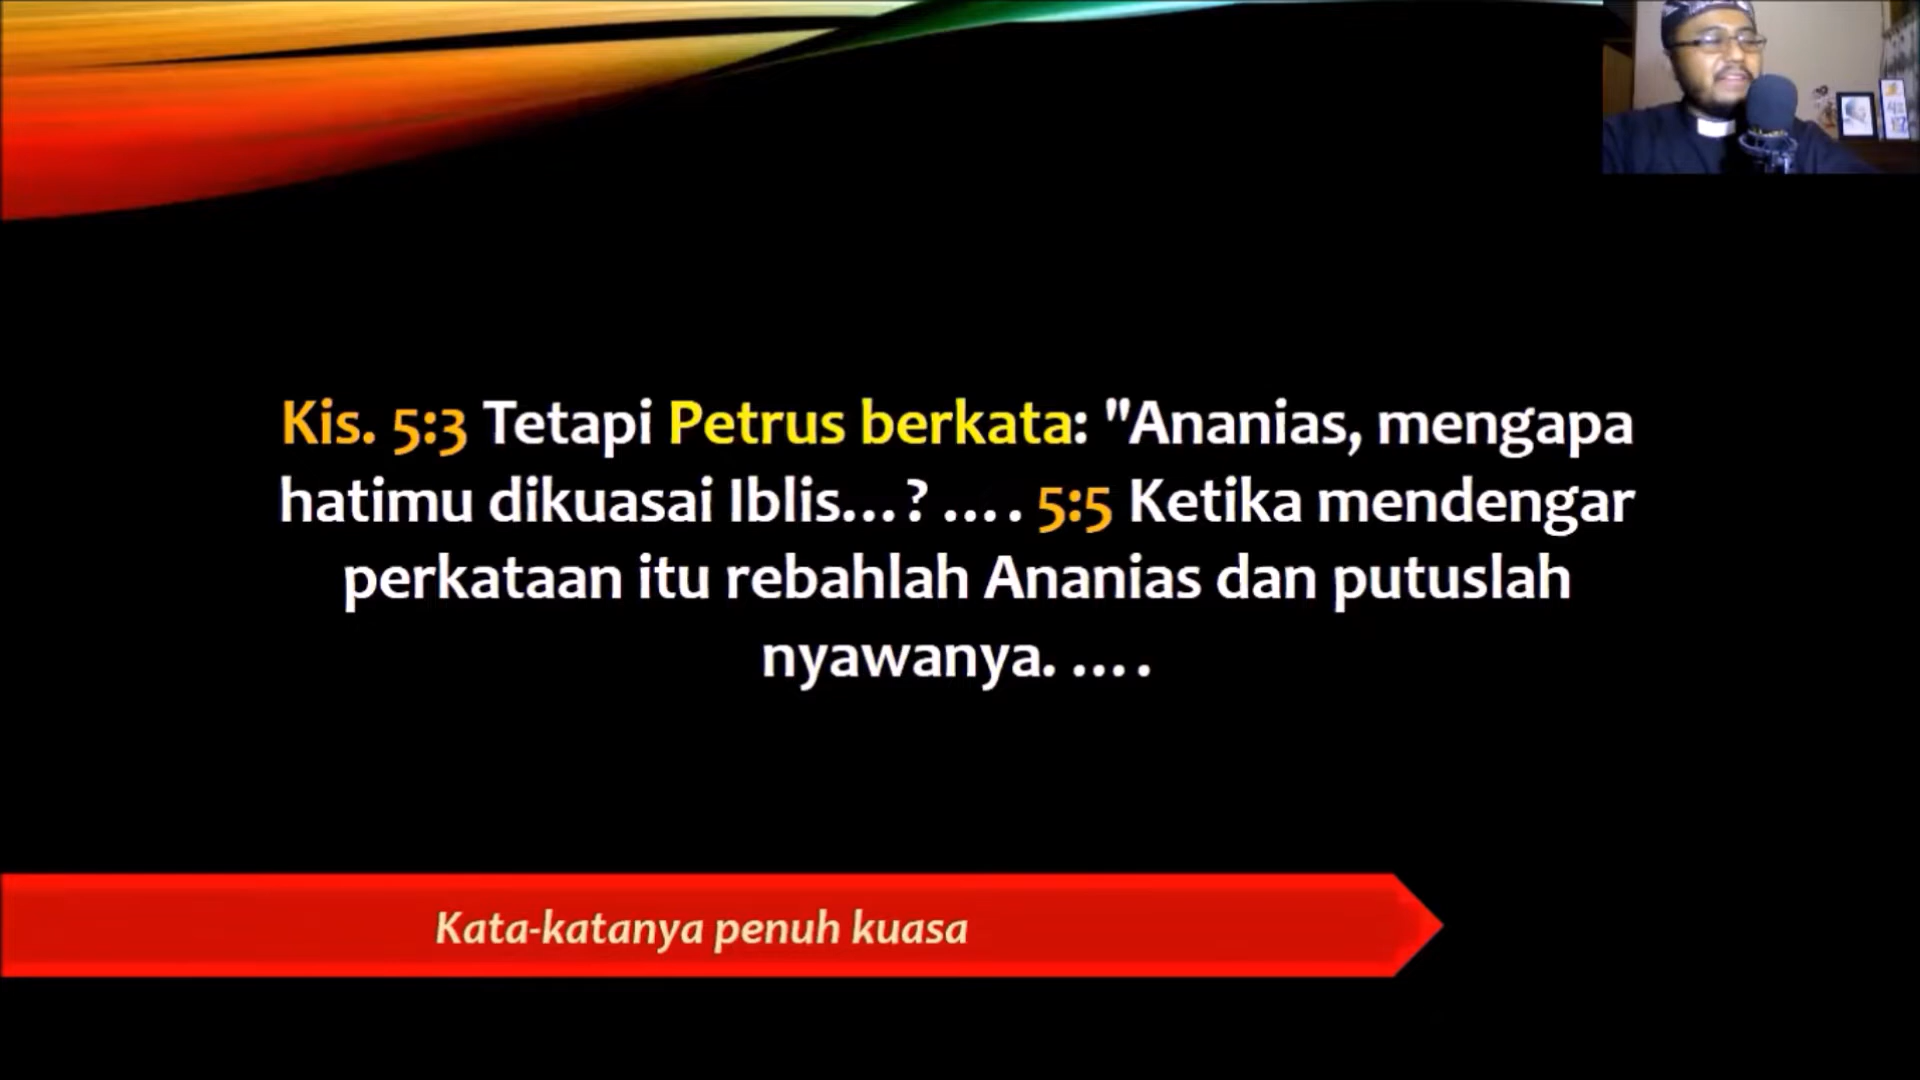 Kis. 5:3 Tetapi Petrus berkata: "Ananias, mengapa
hatimu dikuasai Iblis...? .... 5:5 Ketika mendengar
perkataan itu rebahlah Ananias dan putuslah
nyawanya. ....
Kata-katanya penuh kuasa